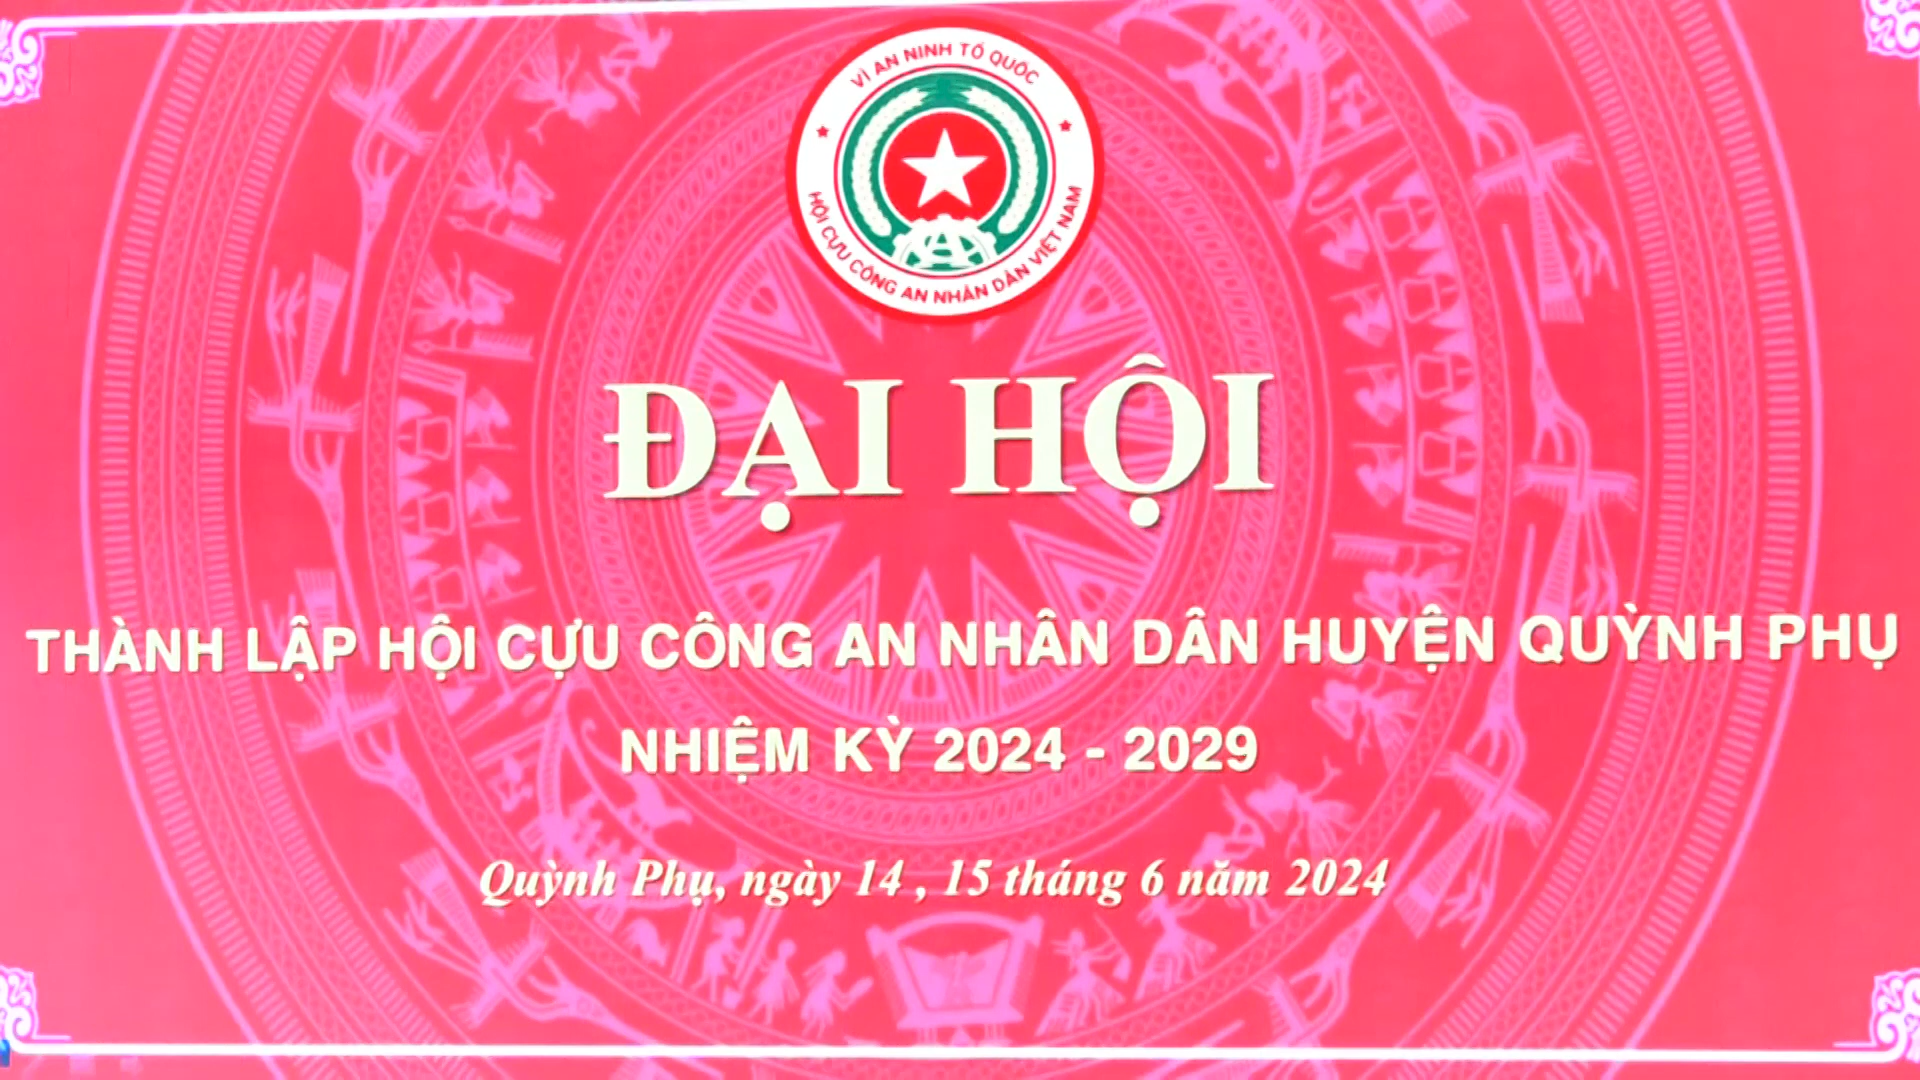 VÌ AN NINH TỔ QUỐC
HỘI CỰU CÔNG AN NHÂN DÂN VIỆT NAM
ĐẠI HỘI
THÀNH LẬP HỘI CỰU CÔNG AN NHÂN DÂN HUYỆN QUỲNH PHỤ
NHIỆM KỲ 2024 - 2029
Quỳnh Phụ, ngày 14 , 15 tháng 6 năm 2024